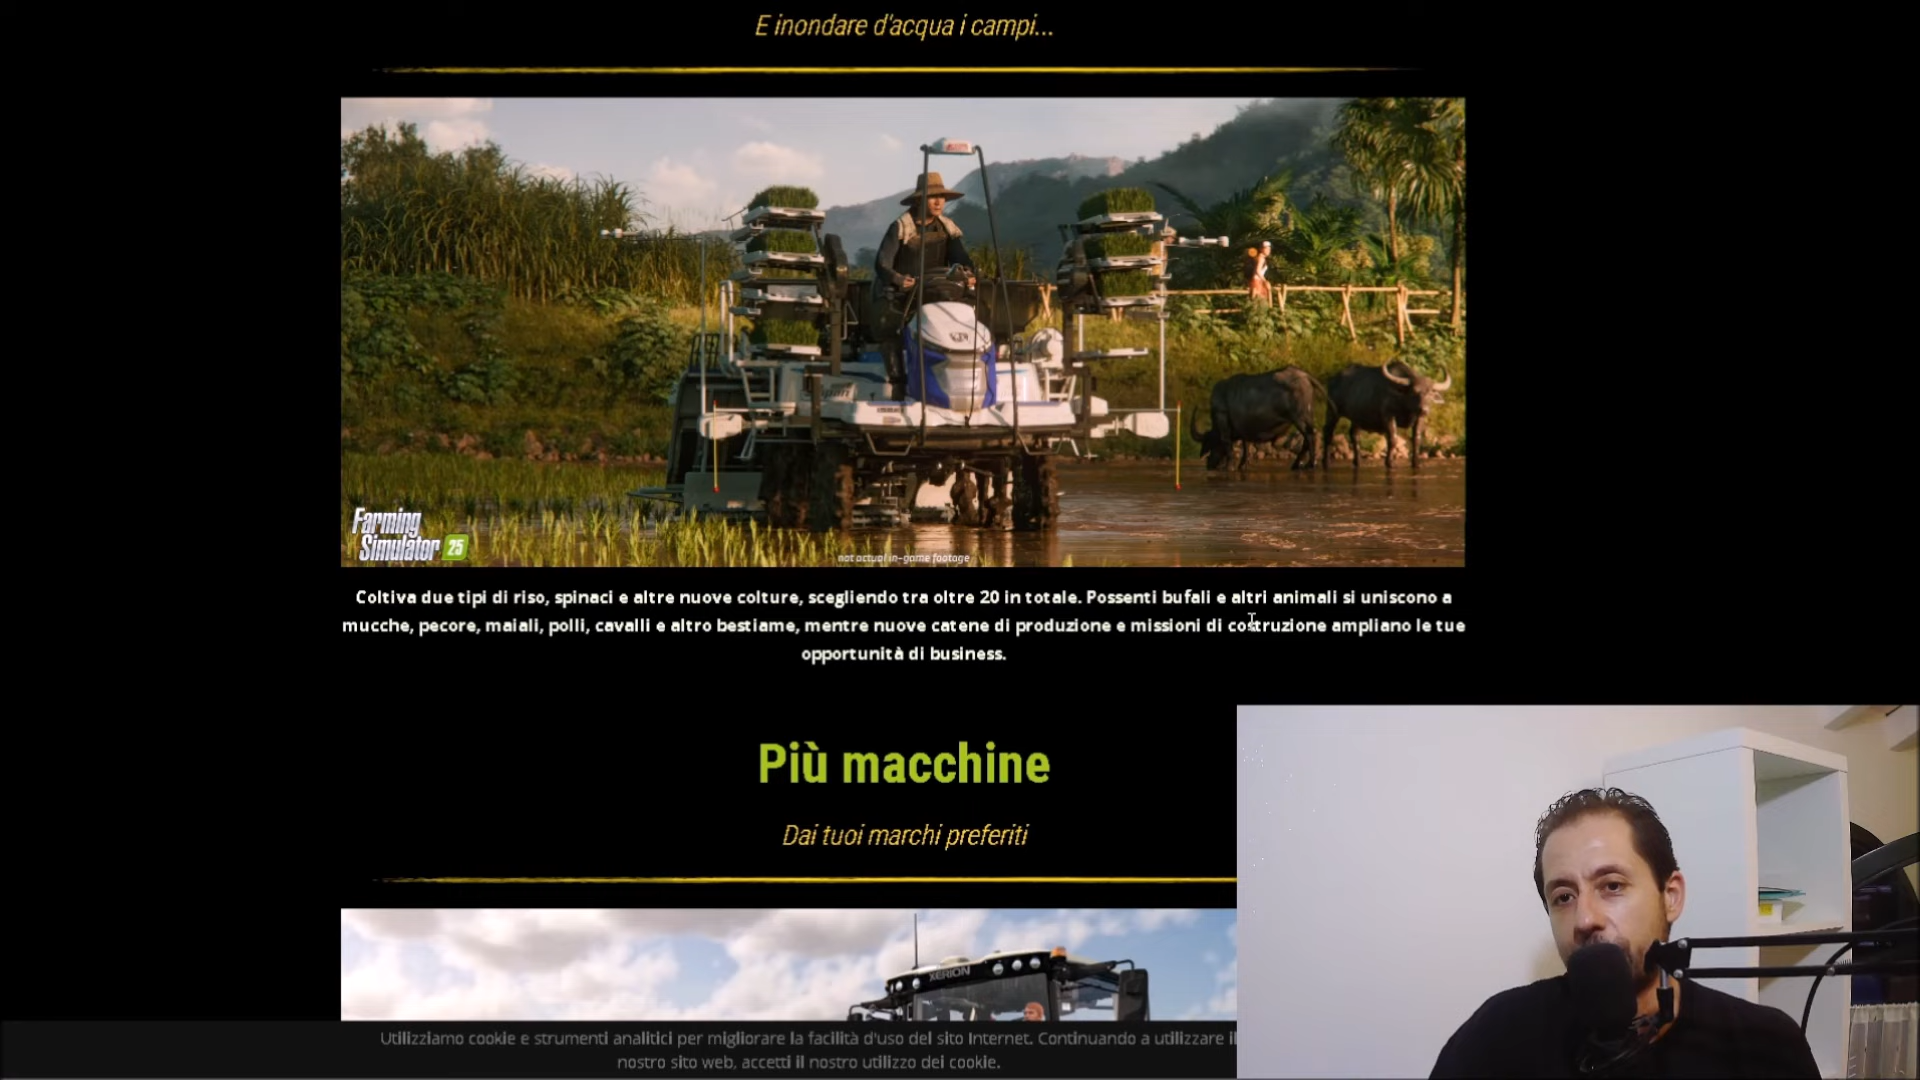 E inondare d'acqua i campi...
Farming
Simulator 25
not actual in-game footage
Coltiva due tipi di riso, spinaci e altre nuove colture, scegliendo tra oltre 20 in totale. Possenti bufali e altri animali si uniscono a
mucche, pecore, maiali, polli, cavalli e altro bestiame, mentre nuove catene di produzione e missioni di costruzione ampliano le tue
opportunità di business.
Più macchine
Dai tuoi marchi preferiti
XERION
Utilizziamo cookie e strumenti analitici per migliorare la facilità d'uso del sito Internet. Continuando a utilizzare il
nostro sito web, accetti il nostro utilizzo dei cookie.